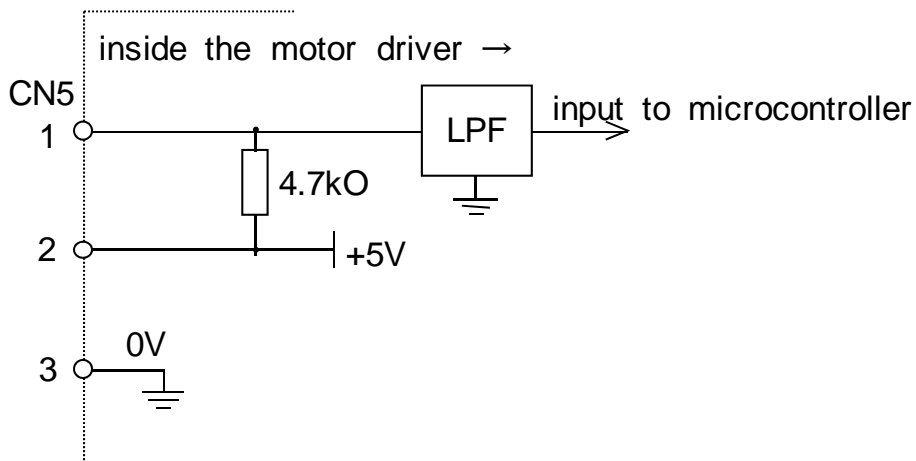 inside the motor driver →
CN5
1
LPF
input to microcontroller
4.7kO
2
+5V
0V
3